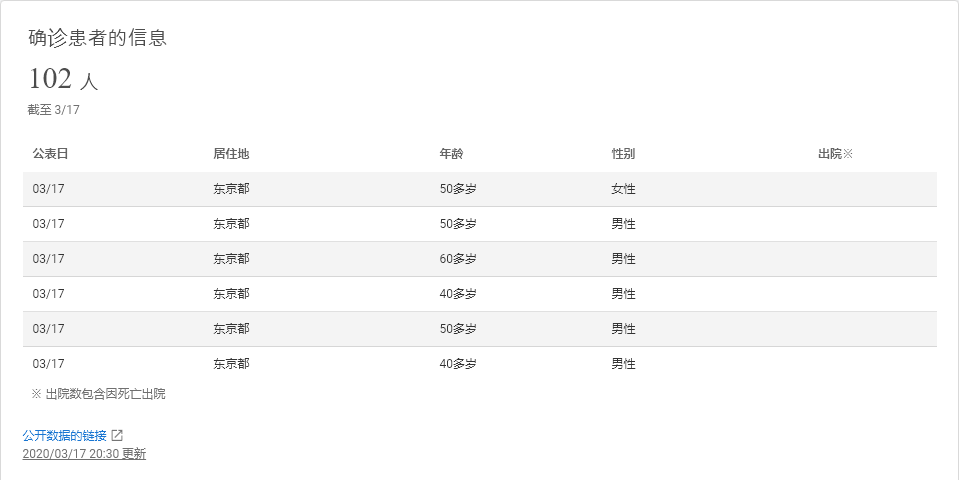 确诊患者的信息
102 人
截至 3/17
公表日 居住地 年龄 性别 出院※
03/17 东京都 50多岁 女性
03/17 东京都 50多岁 男性
03/17 东京都 60多岁 男性
03/17 东京都 40多岁 男性
03/17 东京都 50多岁 男性
03/17 东京都 40多岁 男性
※ 出院数包含因死亡出院
公开数据的链接
2020/03/17 20:30 更新